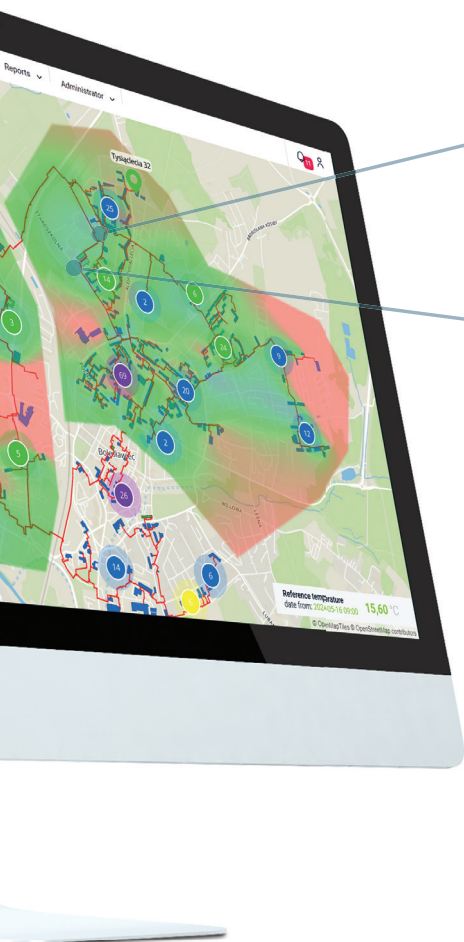 Reports
Administrator
11
Tysiąclecia 32
25
14
2
6
3
24
9
69
20
12
2
5
Bolesławiec
26
14
6
Reference temprature
date from: 2024-05-16 09:00 15,60 °C
© OpenMapTiles © OpenStreetMap contributors